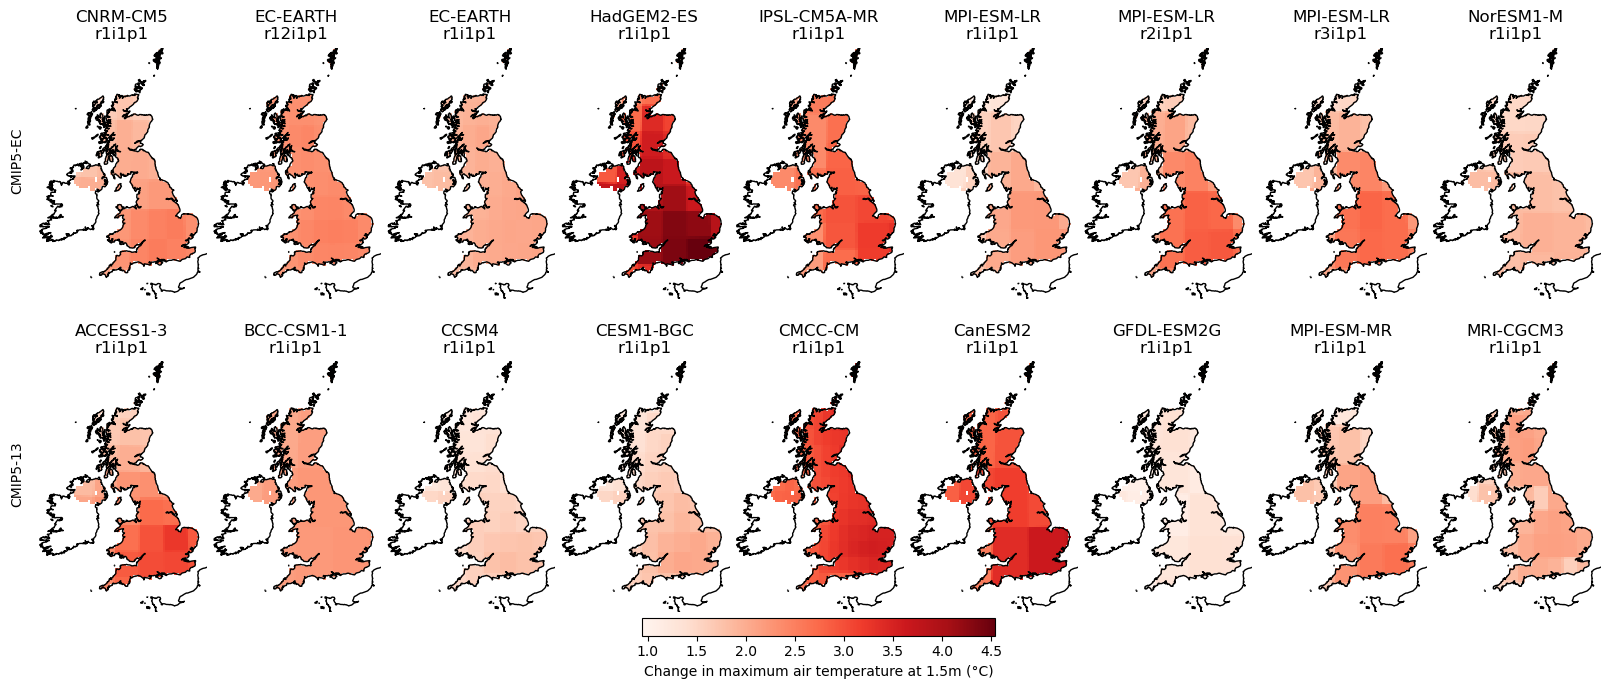 CNRM-CM5 EC-EARTH EC-EARTH HadGEM2-ES IPSL-CM5A-MR MPI-ESM-LR MPI-ESM-LR MPI-ESM-LR NorESM1-M
r1i1p1 r12i1p1 r1i1p1 r1i1p1 r1i1p1 r1i1p1 r2i1p1 r3i1p1 r1i1p1
CMIP5-EC
ACCESS1-3 BCC-CSM1-1 CCSM4 CESM1-BGC CMCC-CM CanESM2 GFDL-ESM2G MPI-ESM-MR MRI-CGCM3
r1i1p1 r1i1p1 r1i1p1 r1i1p1 r1i1p1 r1i1p1 r1i1p1 r1i1p1 r1i1p1
CMIP5-13
1.0 1.5 2.0 2.5 3.0 3.5 4.0 4.5
Change in maximum air temperature at 1.5m (°C)